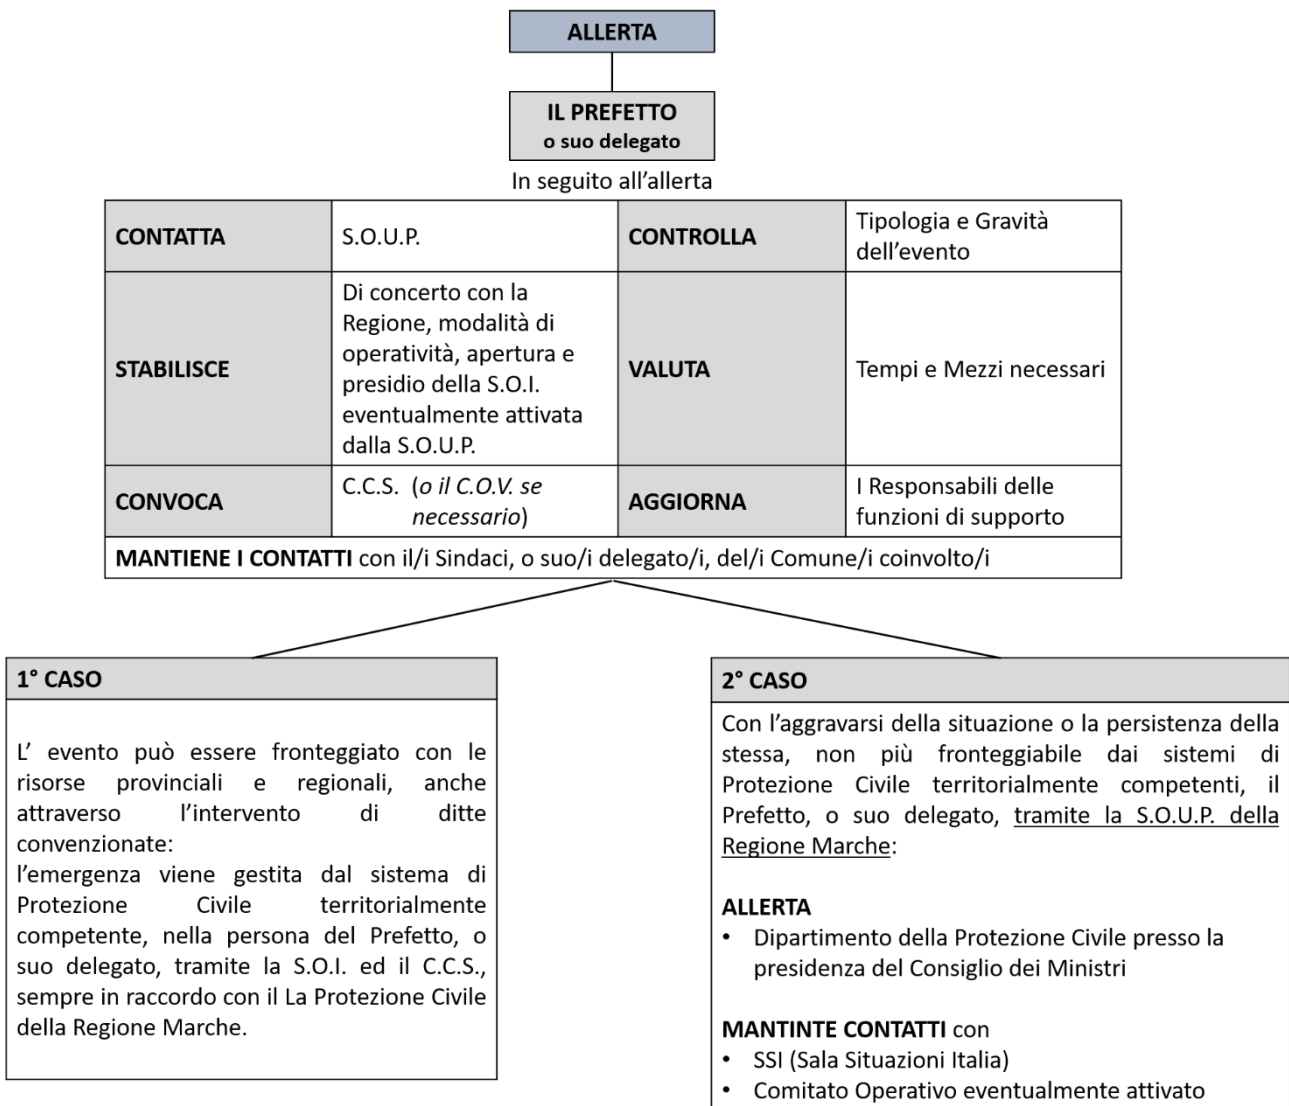 ALLERTA
IL PREFETTO
o suo delegato
In seguito all'allerta
CONTATTA
S.O.U.P.
CONTROLLA
Tipologia e Gravità
dell'evento
STABILISCE
Di concerto con la
Regione, modalità di
operatività, apertura e
presidio della S.O.I.
eventualmente attivata
dalla S.O.U.P.
VALUTA
Tempi e Mezzi necessari
CONVOCA
C.C.S. (o il C.O.V. se
necessario)
AGGIORNA
I Responsabili delle
funzioni di supporto
MANTIENE I CONTATTI con il/i Sindaci, o suo/i delegato/i, del/i Comune/i coinvolto/i
1° CASO
L' evento può essere fronteggiato con le
risorse provinciali e regionali, anche
attraverso l'intervento di ditte
convenzionate:
l'emergenza viene gestita dal sistema di
Protezione Civile territorialmente
competente, nella persona del Prefetto, o
suo delegato, tramite la S.O.I. ed il C.C.S.,
sempre in raccordo con il La Protezione Civile
della Regione Marche.
2° CASO
Con l'aggravarsi della situazione o la persistenza della
stessa, non più fronteggiabile dai sistemi di
Protezione Civile territorialmente competenti, il
Prefetto, o suo delegato, tramite la S.O.U.P. della
Regione Marche:
ALLERTA
• Dipartimento della Protezione Civile presso la
presidenza del Consiglio dei Ministri
MANTINTE CONTATTI con
• SSI (Sala Situazioni Italia)
• Comitato Operativo eventualmente attivato